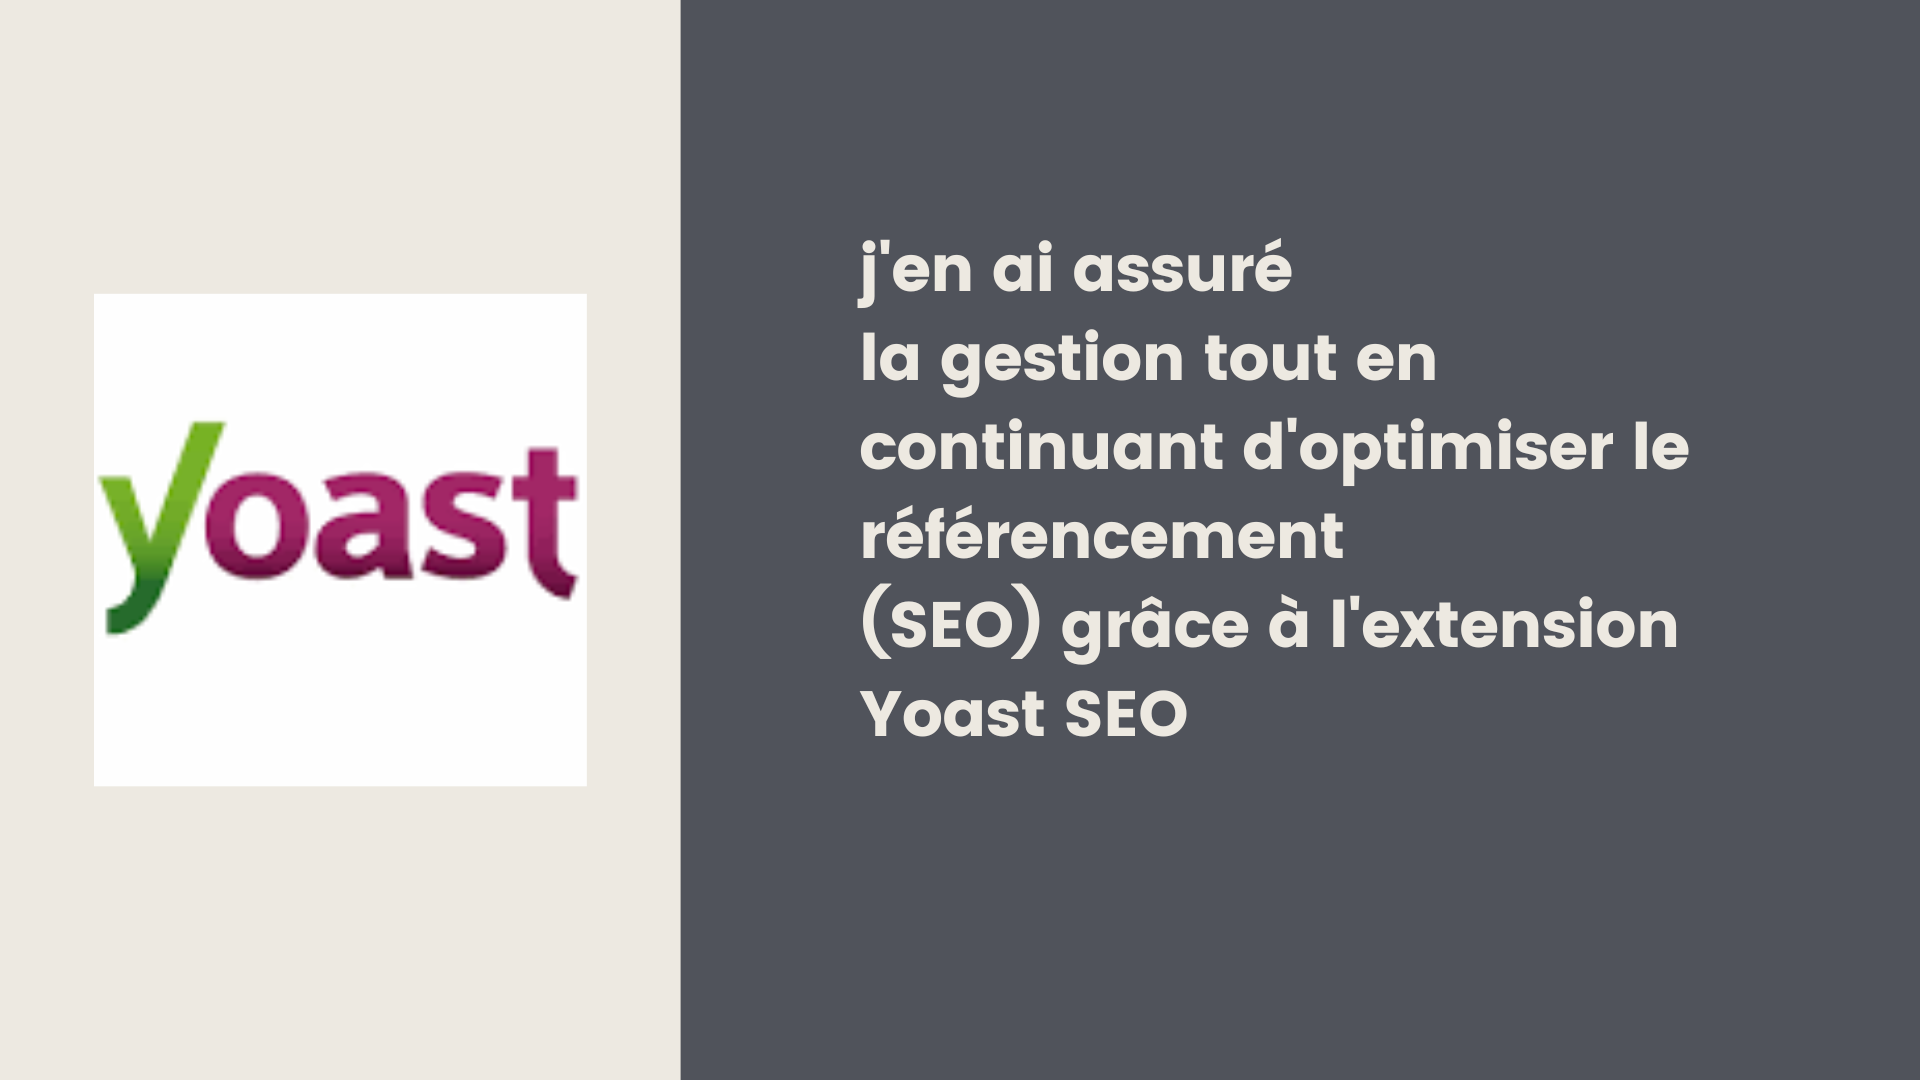 yoast
j'en ai assuré
la gestion tout en
continuant d'optimiser le
référencement
(SEO) grâce à l'extension
Yoast SEO